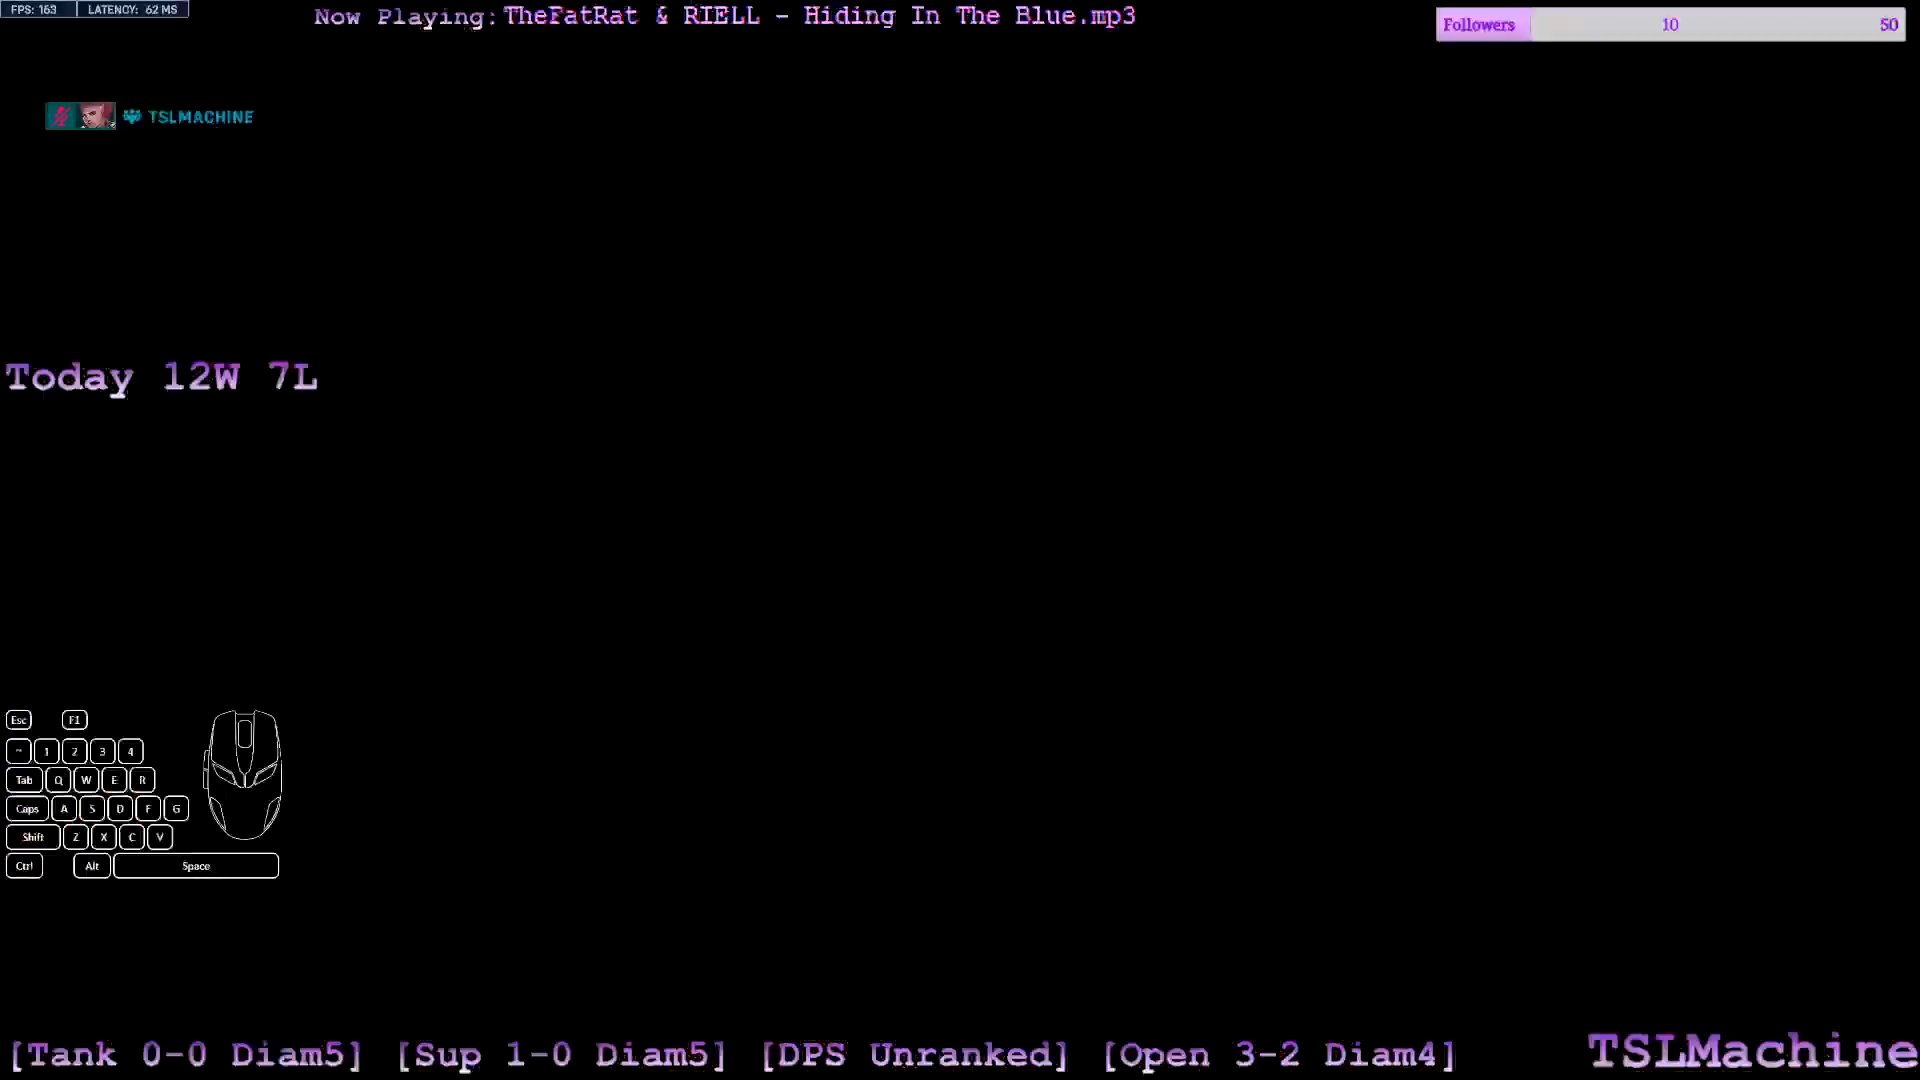 FPS: 163 LATENCY: 62 MS
Now Playing: TheFatRat & RIELL - Hiding In The Blue.mp3
Followers 10 50
TSLMACHINE
Today 12W 7L
Esc F1
~ 1 2 3 4
Tab Q W E R
Caps A S D F G
Shift Z X C V
Ctrl Alt Space
[Tank 0-0 Diam5] [Sup 1-0 Diam5] [DPS Unranked] [Open 3-2 Diam4]
TSLMachine